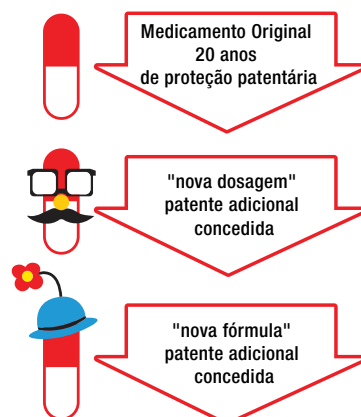 Medicamento Original
20 anos
de proteção patentária
"nova dosagem"
patente adicional
concedida
"nova fórmula"
patente adicional
concedida